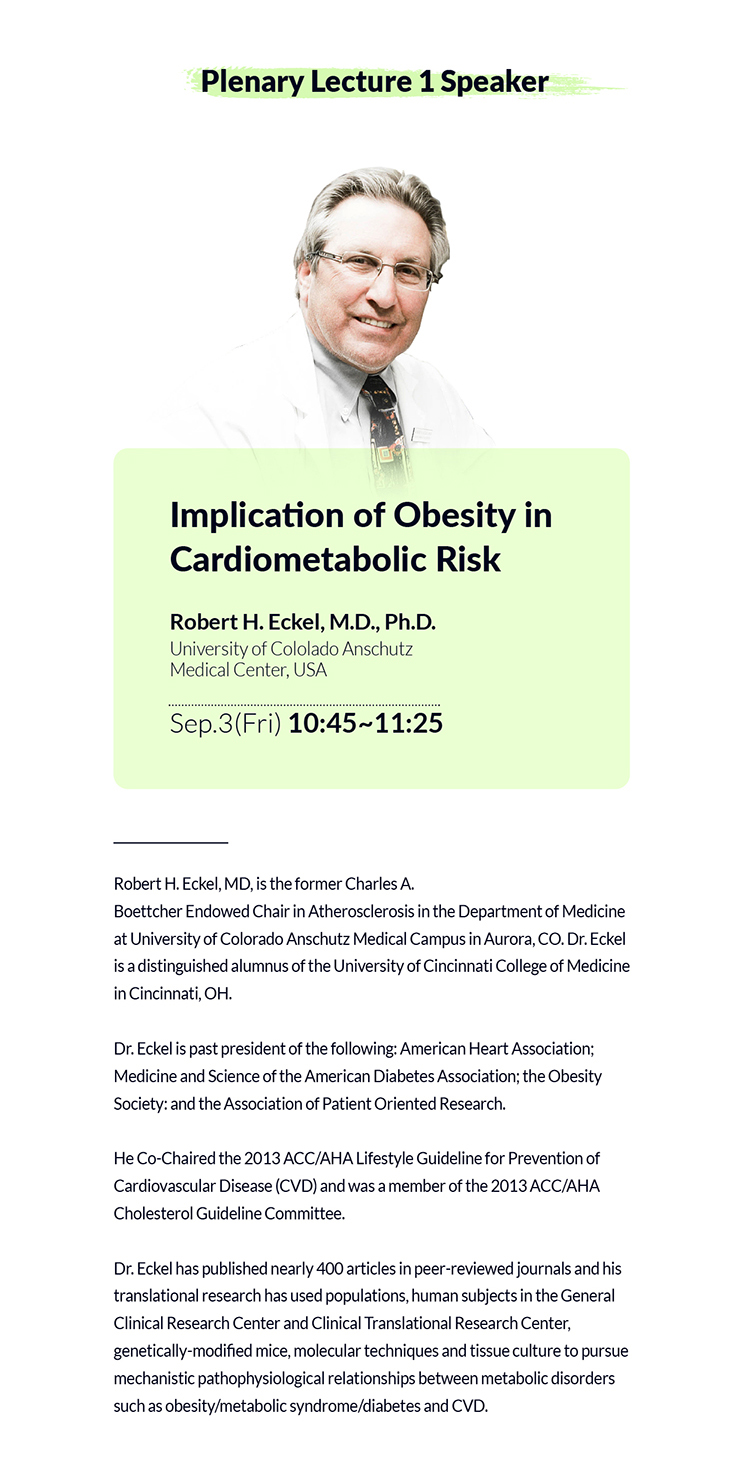 Plenary Lecture 1 Speaker
Implication of Obesity in
Cardiometabolic Risk
Robert H. Eckel, M.D., Ph.D.
University of Cololado Anschutz
Medical Center, USA
Sep.3(Fri) 10:45~11:25
Robert H. Eckel, MD, is the former Charles A.
Boettcher Endowed Chair in Atherosclerosis in the Department of Medicine
at University of Colorado Anschutz Medical Campus in Aurora, CO. Dr. Eckel
is a distinguished alumnus of the University of Cincinnati College of Medicine
in Cincinnati, OH.
Dr. Eckel is past president of the following: American Heart Association;
Medicine and Science of the American Diabetes Association; the Obesity
Society: and the Association of Patient Oriented Research.
He Co-Chaired the 2013 ACC/AHA Lifestyle Guideline for Prevention of
Cardiovascular Disease (CVD) and was a member of the 2013 ACC/AHA
Cholesterol Guideline Committee.
Dr. Eckel has published nearly 400 articles in peer-reviewed journals and his
translational research has used populations, human subjects in the General
Clinical Research Center and Clinical Translational Research Center,
genetically-modified mice, molecular techniques and tissue culture to pursue
mechanistic pathophysiological relationships between metabolic disorders
such as obesity/metabolic syndrome/diabetes and CVD.